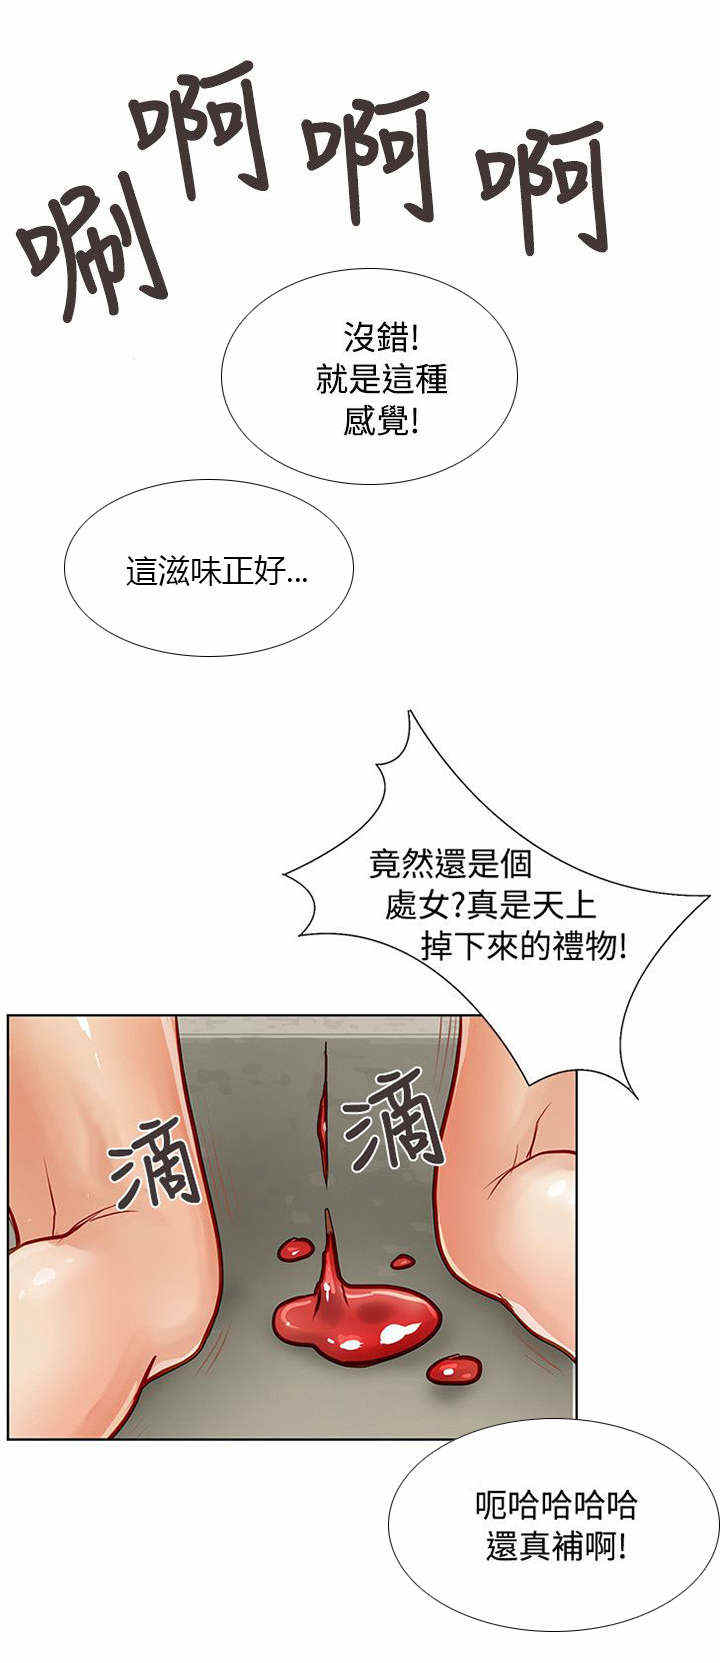 唰啊啊啊
沒錯!
就是這種
感覺!
這滋味正好...
竟然還是個
處女?真是天上
掉下來的禮物!
滴
滴
呃哈哈哈哈
還真補啊!